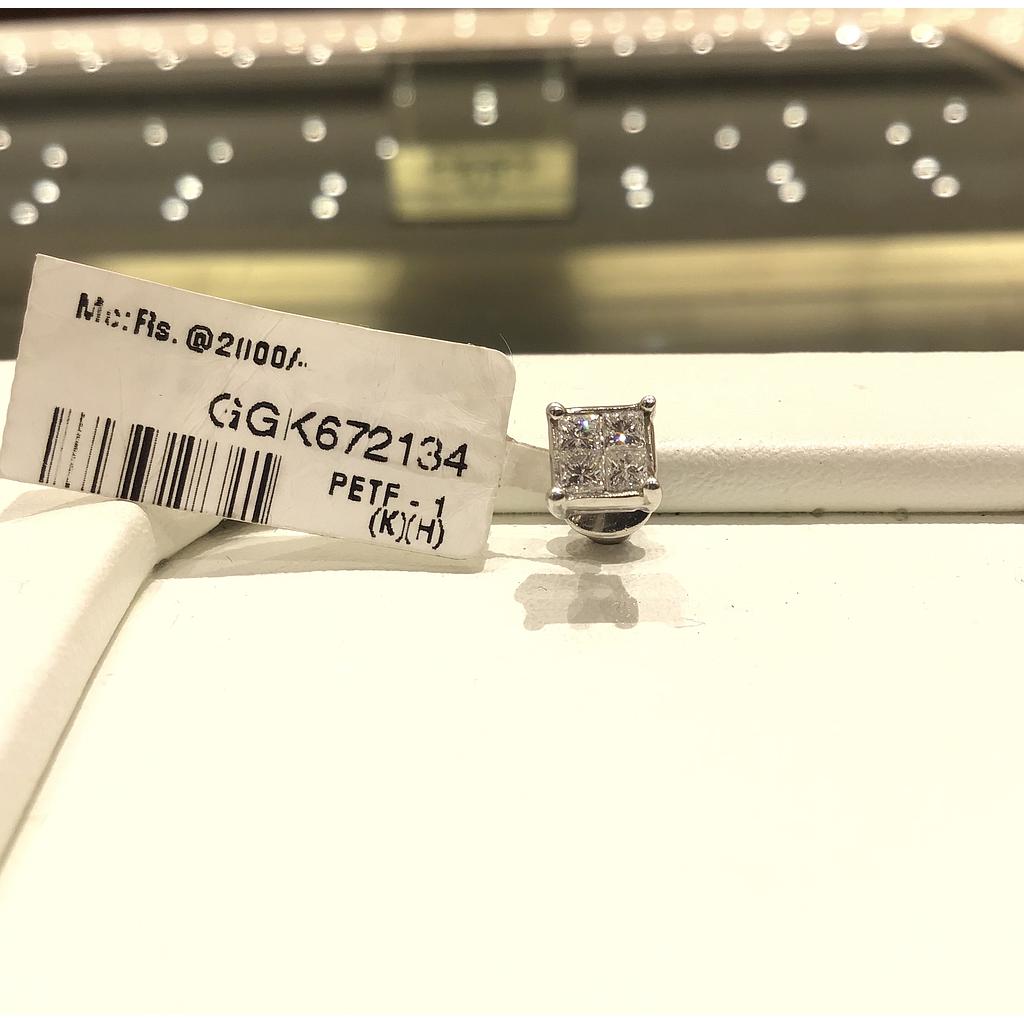 Mc:Rs. @2000/-
GGK672134
PETF - 1
(K)(H)